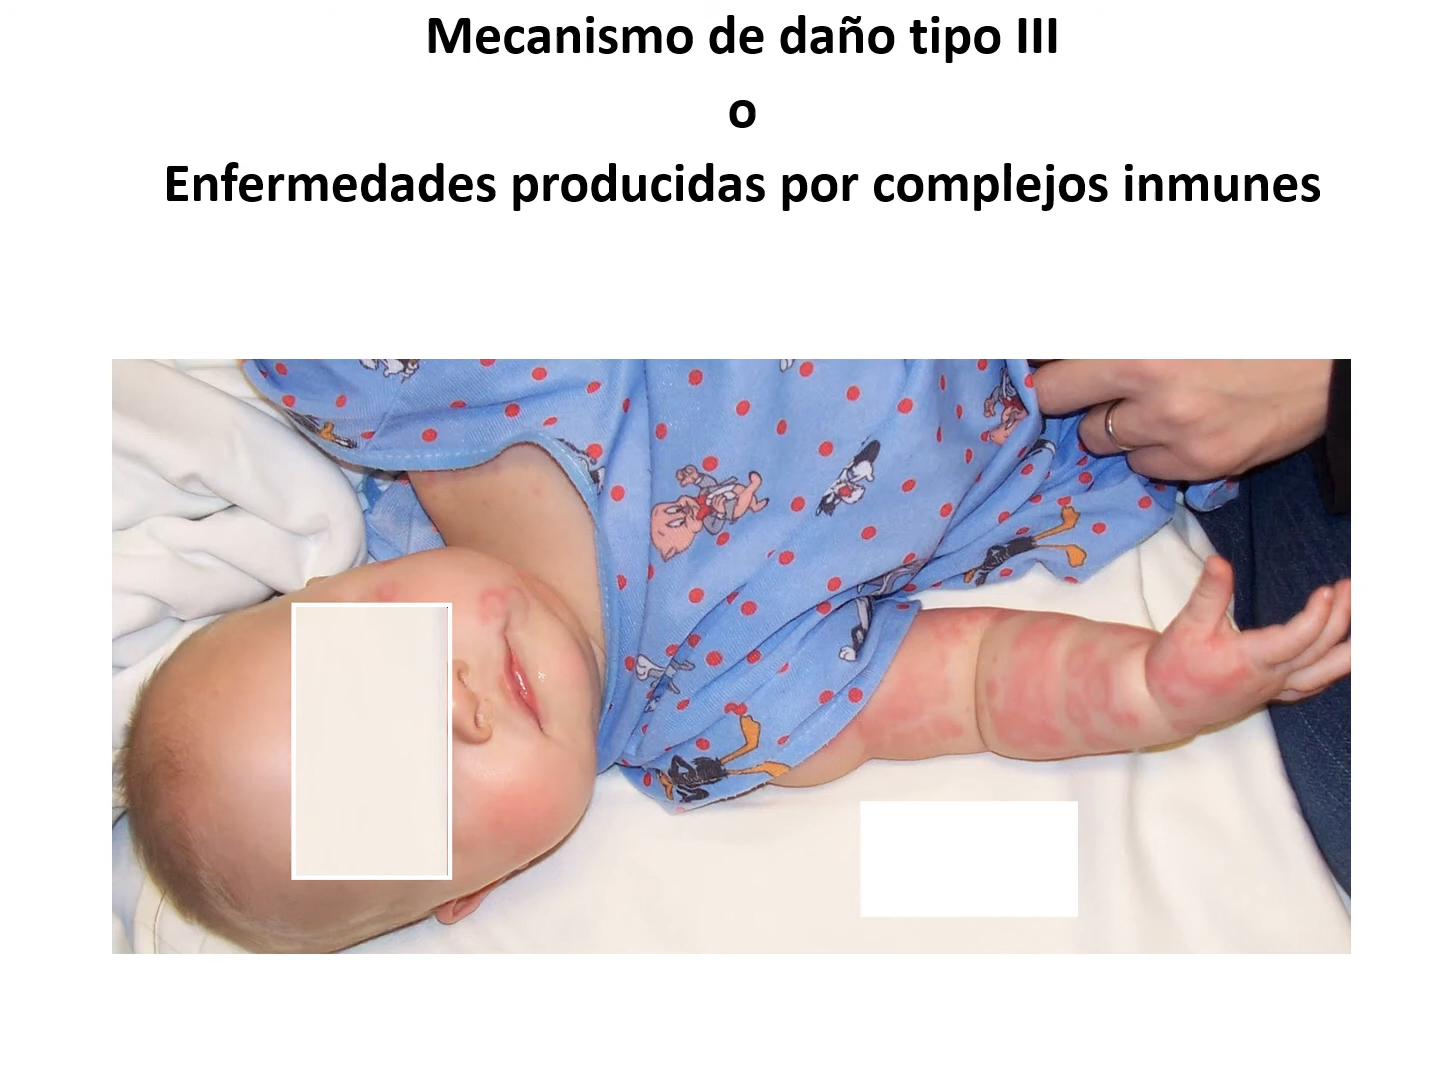 Mecanismo de daño tipo III
o
Enfermedades producidas por complejos inmunes